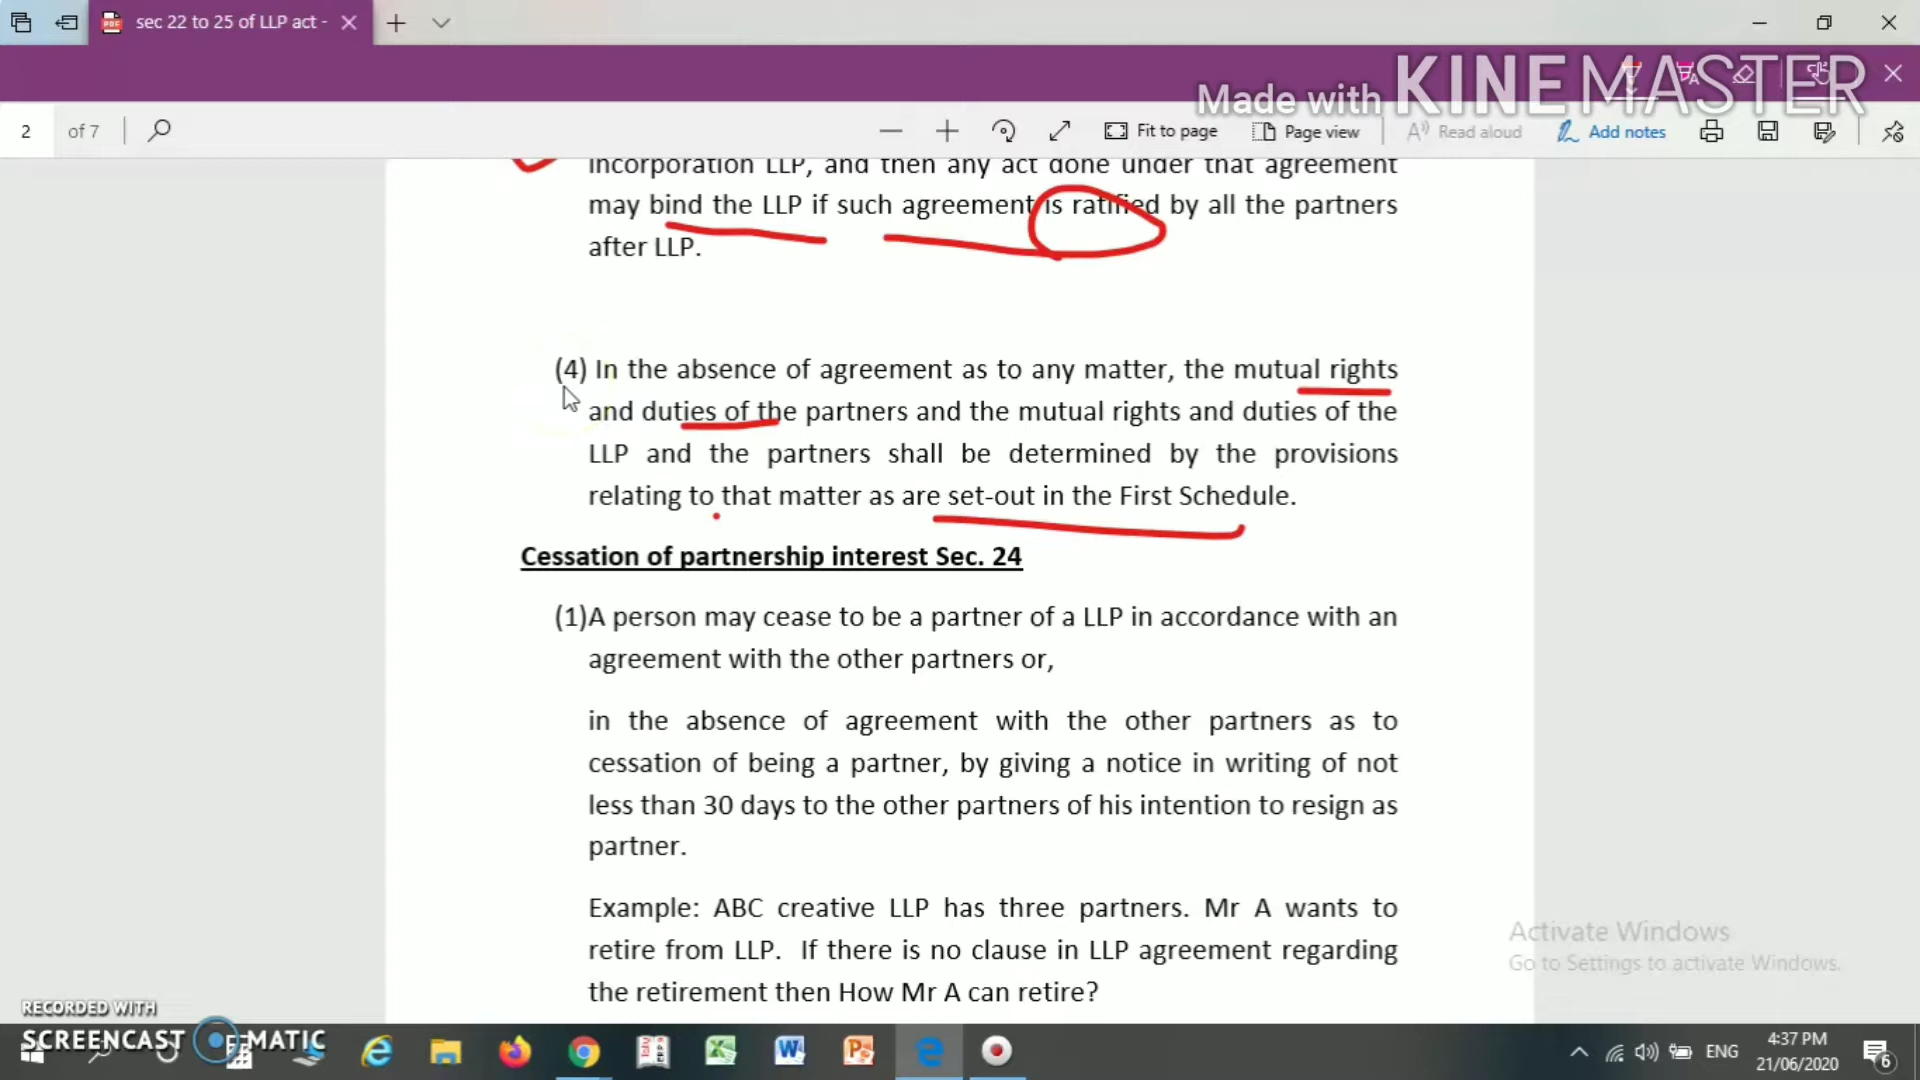 sec 22 to 25 of LLP act -
Made with KINEMASTER
2 of 7
Fit to page
Page view
Read aloud
Add notes
incorporation LLP, and then any act done under that agreement
may bind the LLP if such agreement is ratified by all the partners
after LLP.
(4) In the absence of agreement as to any matter, the mutual rights
and duties of the partners and the mutual rights and duties of the
LLP and the partners shall be determined by the provisions
relating to that matter as are set-out in the First Schedule.
Cessation of partnership interest Sec. 24
(1)A person may cease to be a partner of a LLP in accordance with an
agreement with the other partners or,
in the absence of agreement with the other partners as to
cessation of being a partner, by giving a notice in writing of not
less than 30 days to the other partners of his intention to resign as
partner.
Example: ABC creative LLP has three partners. Mr A wants to
retire from LLP. If there is no clause in LLP agreement regarding
the retirement then How Mr A can retire?
Activate Windows
Go to Settings to activate Windows.
RECORDED WITH
SCREENCAST MATIC
ENG
4:37 PM
21/06/2020
6